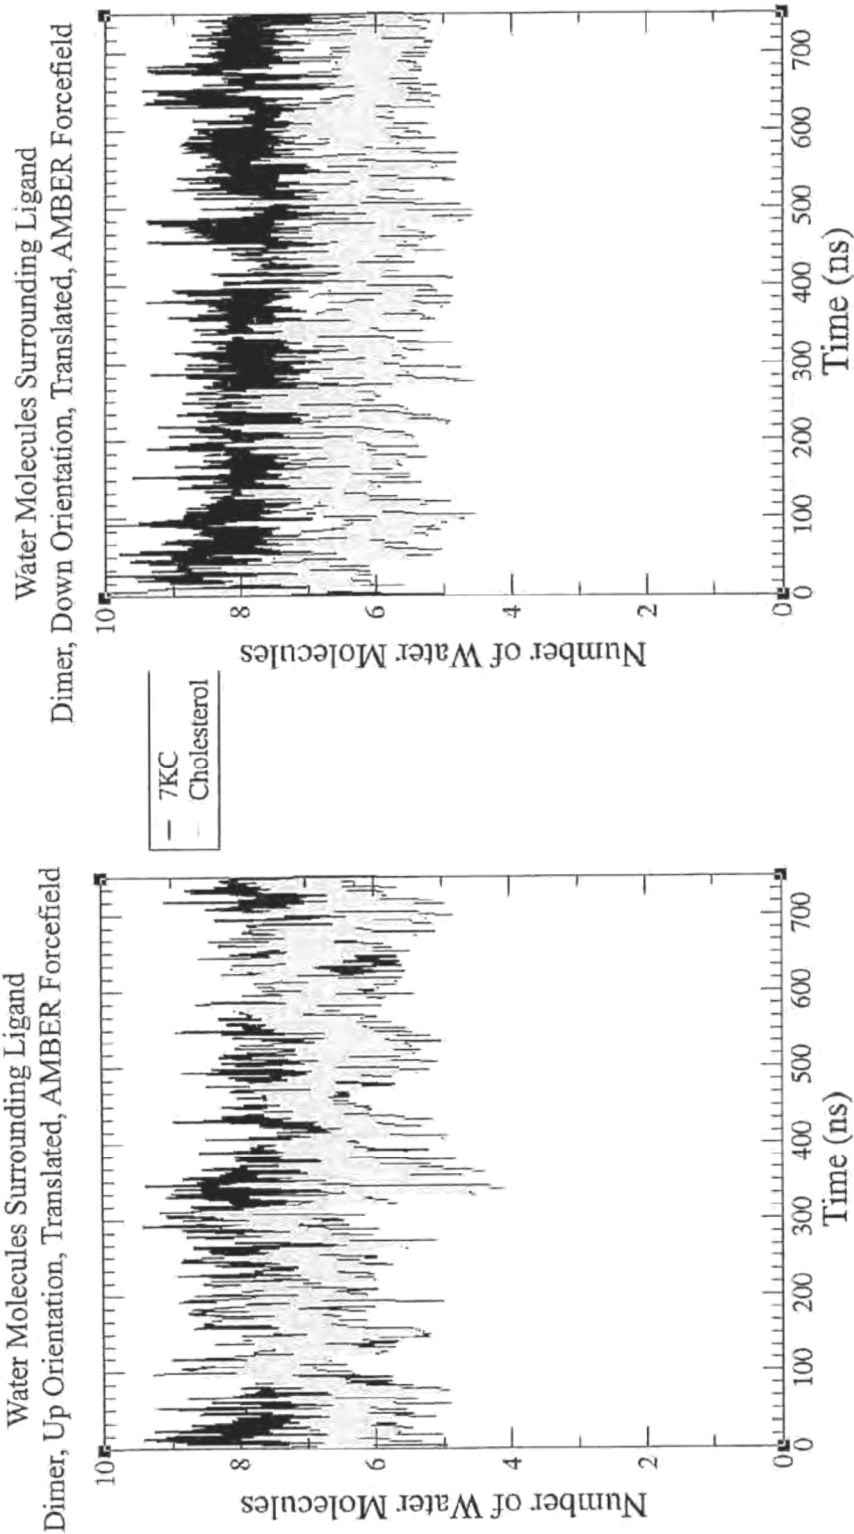 Water Molecules Surrounding Ligand
Dimer, Up Orientation, Translated, AMBER Forcefield
10
8
6
4
2
0
Number of Water Molecules
0 100 200 300 400 500 600 700
Time (ns)
7KC
Cholesterol
Water Molecules Surrounding Ligand
Dimer, Down Orientation, Translated, AMBER Forcefield
10
8
6
4
2
0
Number of Water Molecules
0 100 200 300 400 500 600 700
Time (ns)